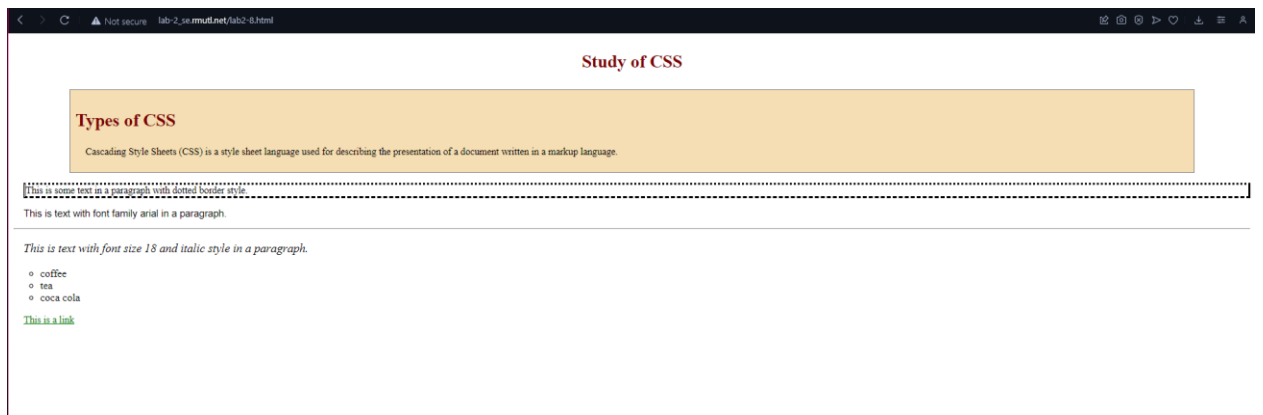 Not secure lab-2_se.rmutl.net/lab2-8.html
Study of CSS
Types of CSS
Cascading Style Sheets (CSS) is a style sheet language used for describing the presentation of a document written in a markup language.
This is some text in a paragraph with dotted border style.
This is text with font family arial in a paragraph.
This is text with font size 18 and italic style in a paragraph.
coffee
tea
coca cola
This is a link